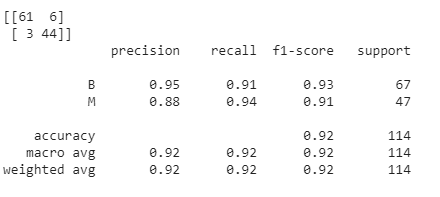 [[61  6]
 [ 3 44]]
              precision    recall  f1-score   support

           B       0.95      0.91      0.93        67
           M       0.88      0.94      0.91        47

    accuracy                           0.92       114
   macro avg       0.92      0.92      0.92       114
weighted avg       0.92      0.92      0.92       114